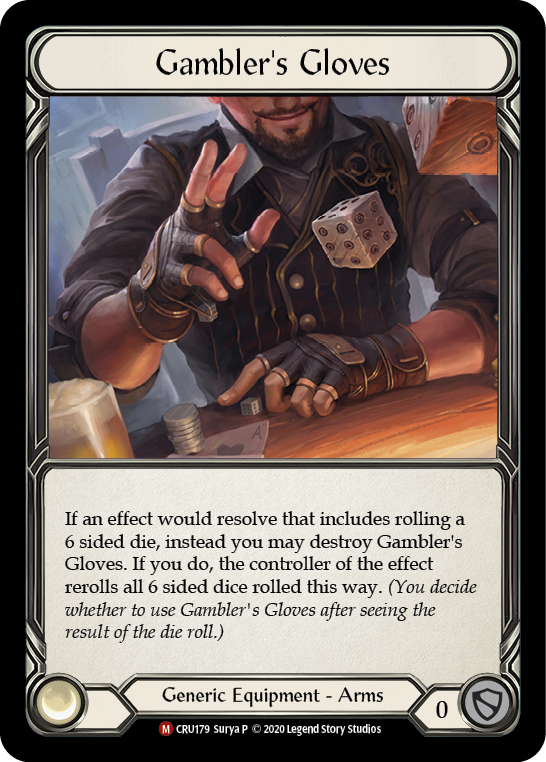 Gambler's Gloves
A
If an effect would resolve that includes rolling a
6 sided die, instead you may destroy Gambler's
Gloves. If you do, the controller of the effect
rerolls all 6 sided dice rolled this way. (You decide
whether to use Gambler's Gloves after seeing the
result of the die roll.)
Generic Equipment - Arms
0
M CRU179 Surya P © 2020 Legend Story Studios